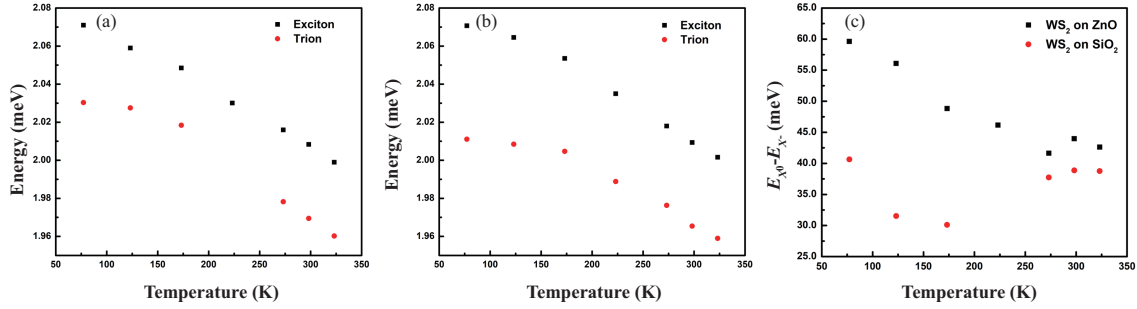 (a)
Exciton
Trion
2.08
2.06
2.04
2.02
2.00
1.98
1.96
Energy (meV)
50 100 150 200 250 300 350
Temperature (K)
(b)
Exciton
Trion
2.08
2.06
2.04
2.02
2.00
1.98
1.96
Energy (meV)
50 100 150 200 250 300 350
Temperature (K)
(c)
WS2 on ZnO
WS2 on SiO2
65.0
60.0
55.0
50.0
45.0
40.0
35.0
30.0
25.0
EX0-EX- (meV)
50 100 150 200 250 300 350
Temperature (K)